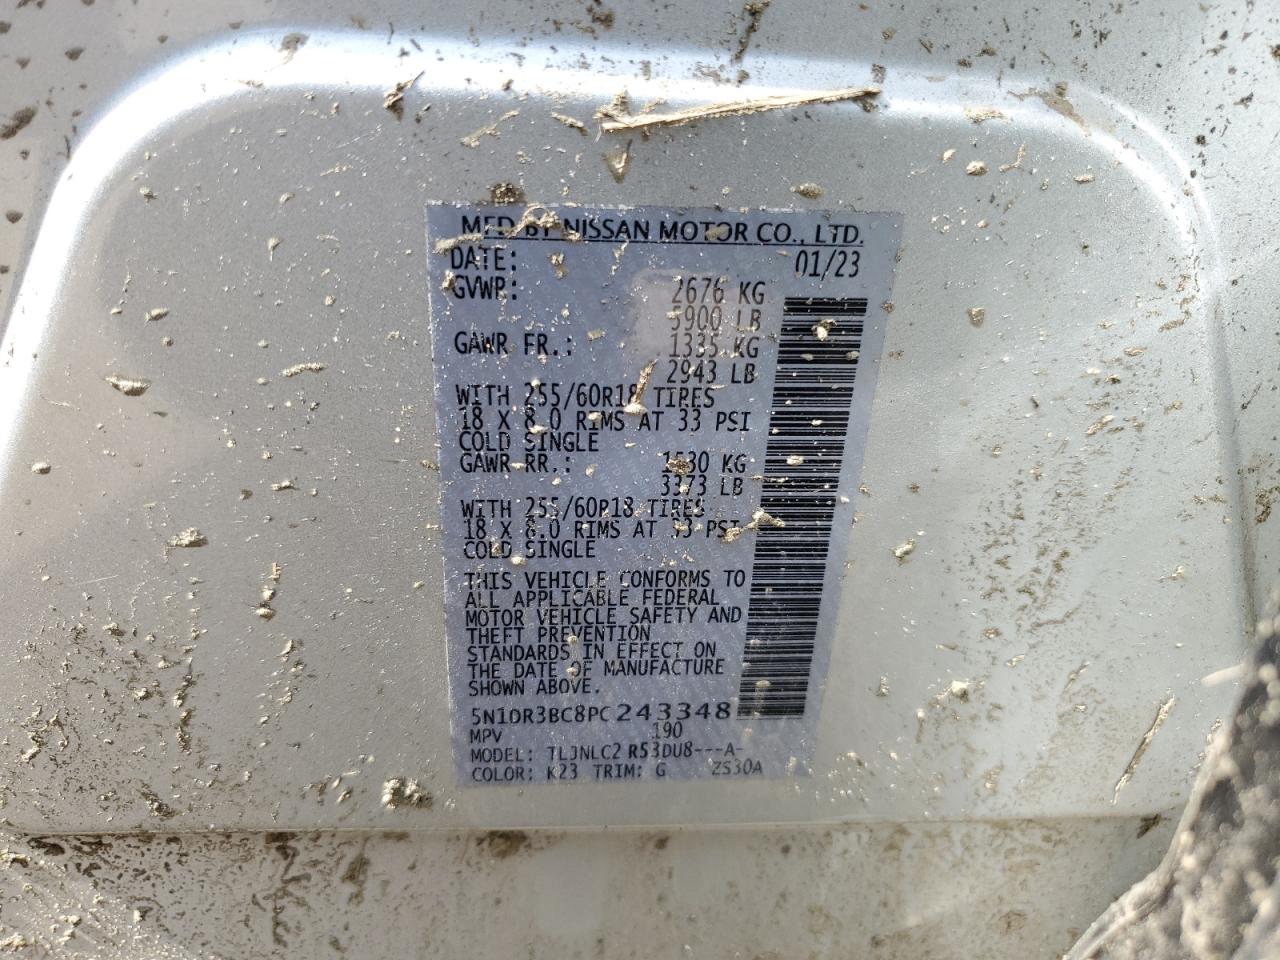 MFD BY NISSAN MOTOR CO., LTD.
DATE: 01/23
GVWR: 2676 KG
5900 LB
GAWR FR.: 1335 KG
2943 LB
WITH 255/60R18 TIRES
18 X 8.0 RIMS AT 33 PSI
COLD SINGLE
GAWR RR.: 1530 KG
3373 LB
WITH 255/60R18 TIRES
18 X 8.0 RIMS AT 33 PSI
COLD SINGLE
THIS VEHICLE CONFORMS TO
ALL APPLICABLE FEDERAL
MOTOR VEHICLE SAFETY AND
THEFT PREVENTION
STANDARDS IN EFFECT ON
THE DATE OF MANUFACTURE
SHOWN ABOVE.
5N1DR3BC8PC243348
MPV 190
MODEL: R53DU8---A-
COLOR: K23 TRIM: G ZS30A